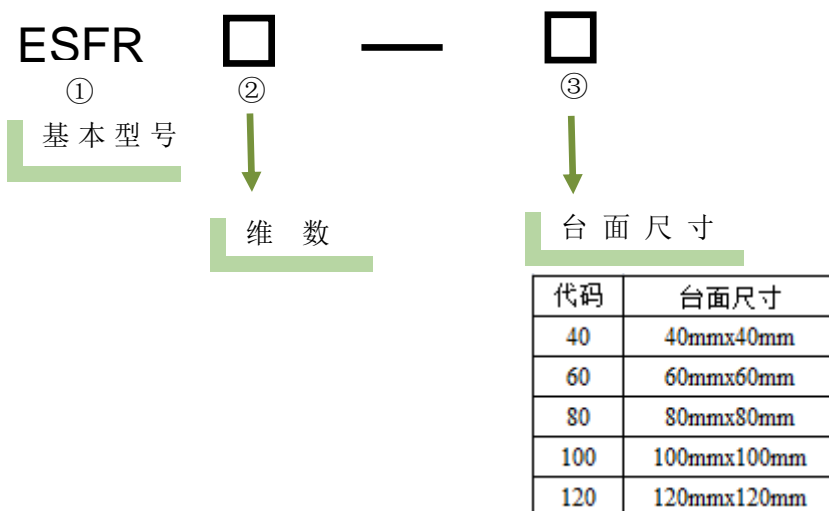 ESFR □ — □
① ② ③
基本型号
维 数 台面尺寸
代码 台面尺寸
40 40mmx40mm
60 60mmx60mm
80 80mmx80mm
100 100mmx100mm
120 120mmx120mm